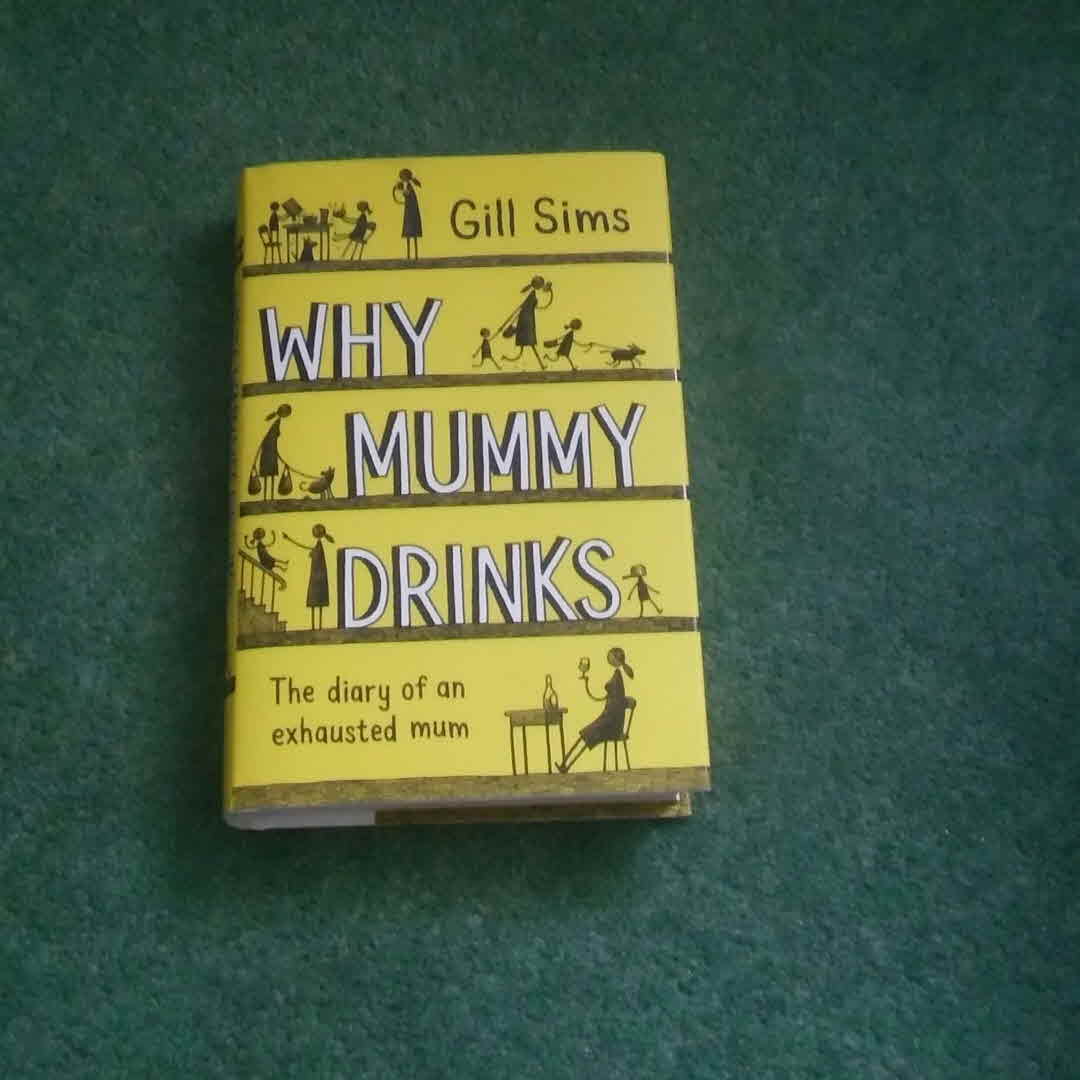 Gill Sims
WHY
MUMMY
DRINKS
The diary of an
exhausted mum